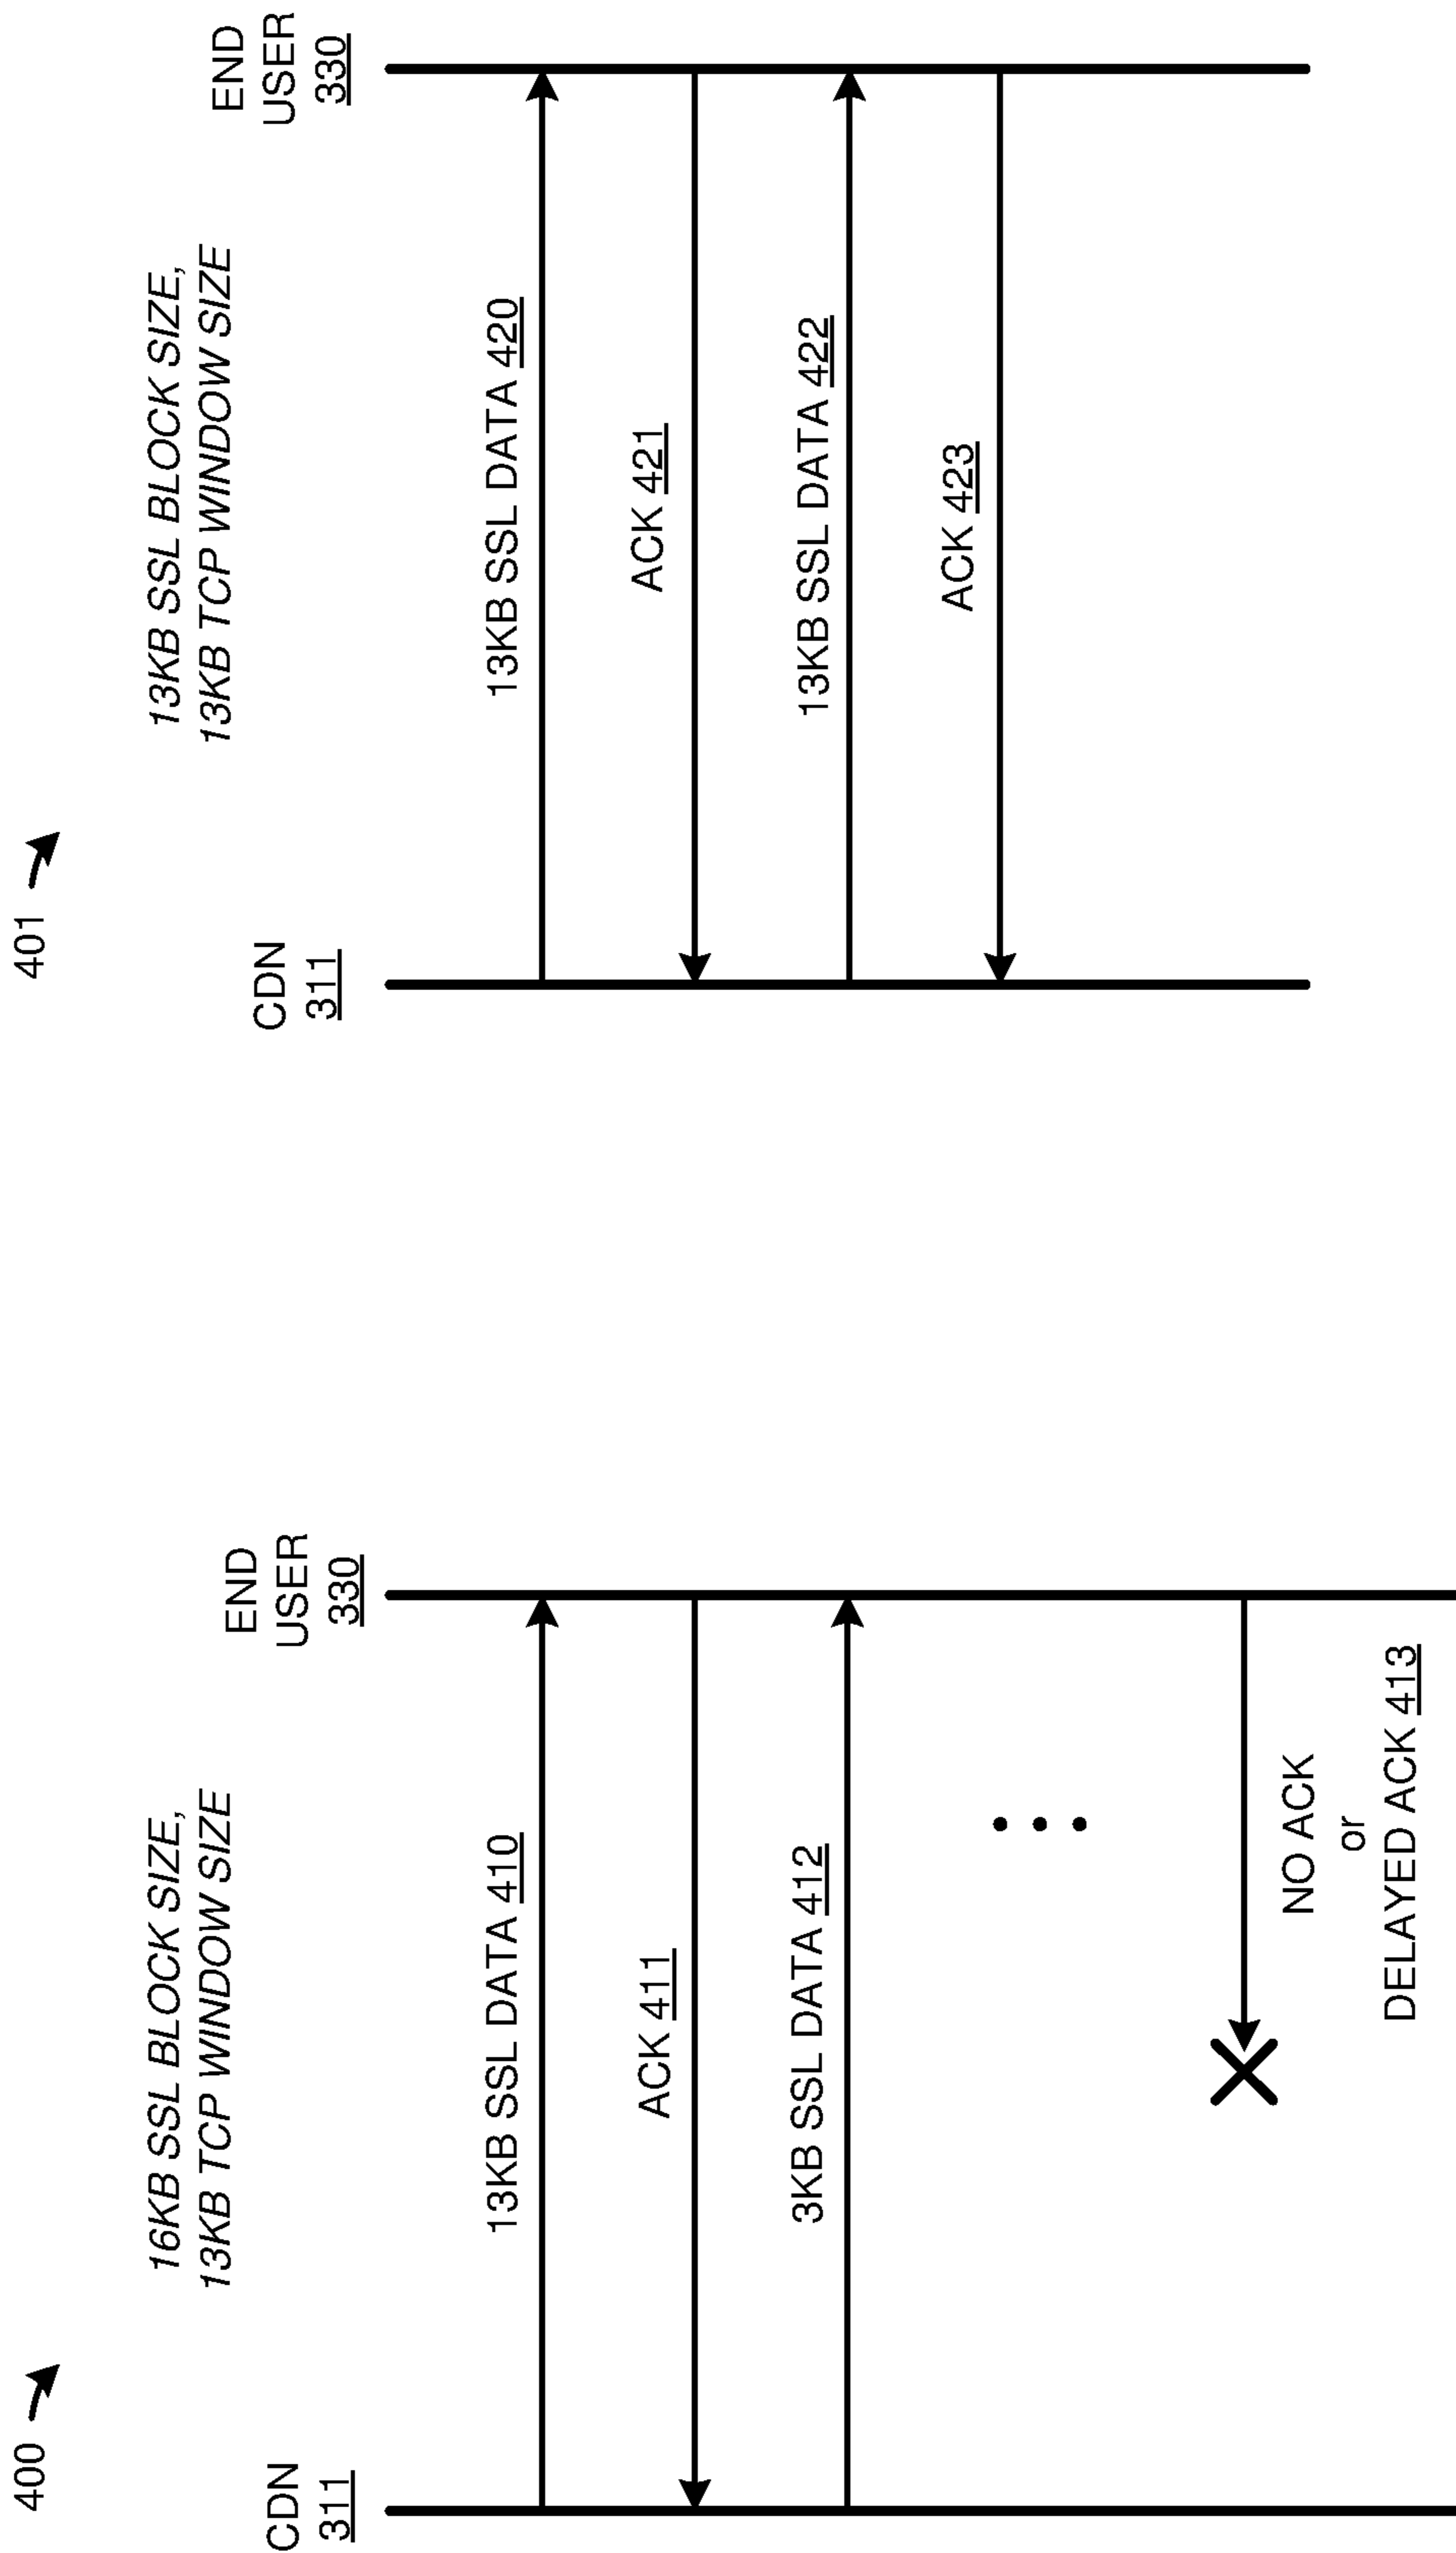 400
16KB SSL BLOCK SIZE,
13KB TCP WINDOW SIZE
CDN
311
END
USER
330
13KB SSL DATA 410
ACK 411
3KB SSL DATA 412
NO ACK
or
DELAYED ACK 413
401
13KB SSL BLOCK SIZE,
13KB TCP WINDOW SIZE
CDN
311
END
USER
330
13KB SSL DATA 420
ACK 421
13KB SSL DATA 422
ACK 423